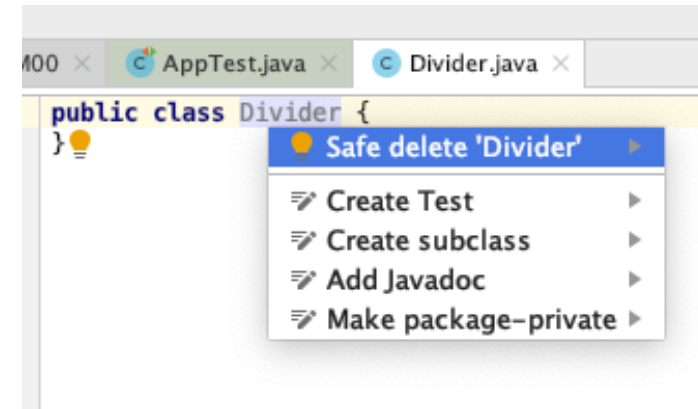 AppTest.java
Divider.java
public class Divider {
}
Safe delete 'Divider'
Create Test
Create subclass
Add Javadoc
Make package-private